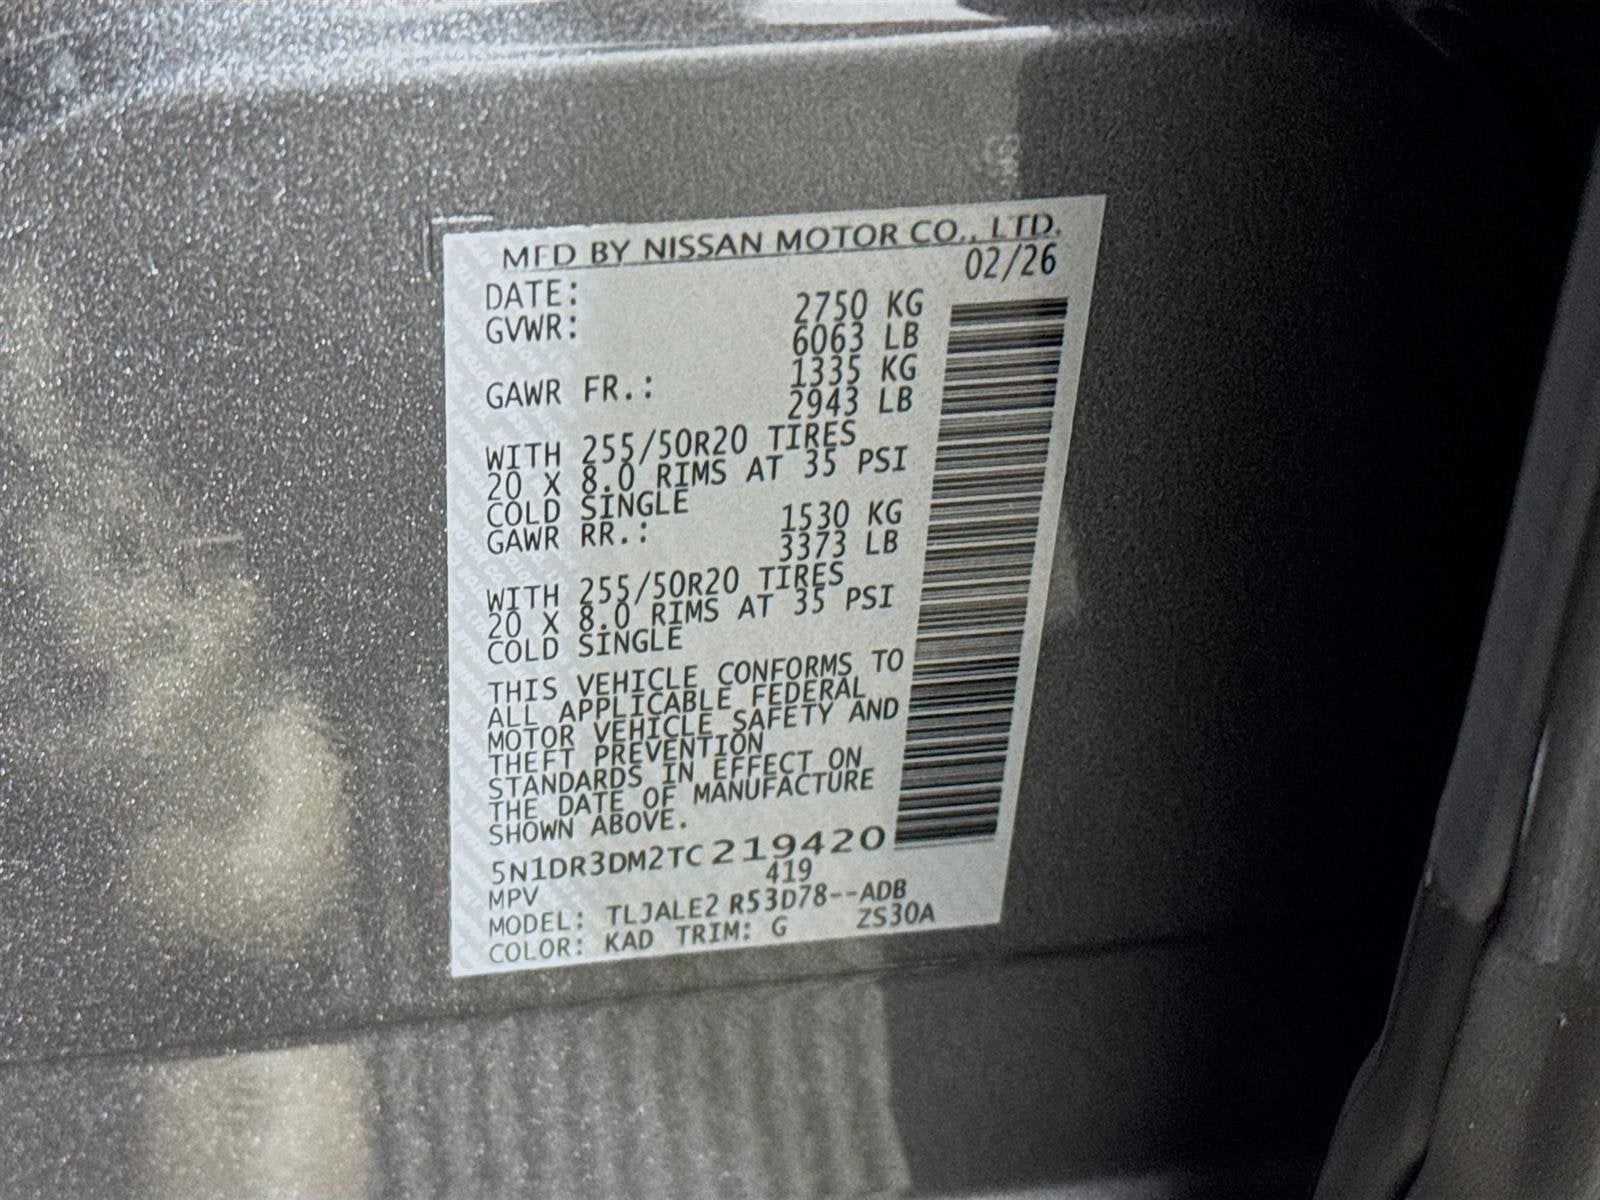 MFD BY NISSAN MOTOR CO., LTD.
DATE: 02/26
GVWR: 2750 KG
6063 LB
GAWR FR.: 1335 KG
2943 LB
WITH 255/50R20 TIRES
20 X 8.0 RIMS AT 35 PSI
COLD SINGLE
GAWR RR.: 1530 KG
3373 LB
WITH 255/50R20 TIRES
20 X 8.0 RIMS AT 35 PSI
COLD SINGLE
THIS VEHICLE CONFORMS TO
ALL APPLICABLE FEDERAL
MOTOR VEHICLE SAFETY AND
THEFT PREVENTION
STANDARDS IN EFFECT ON
THE DATE OF MANUFACTURE
SHOWN ABOVE.
5N1DR3DM2TC219420
MPV 419
MODEL: TLJALE2 R53D78--ADB
COLOR: KAD TRIM: G ZS30A